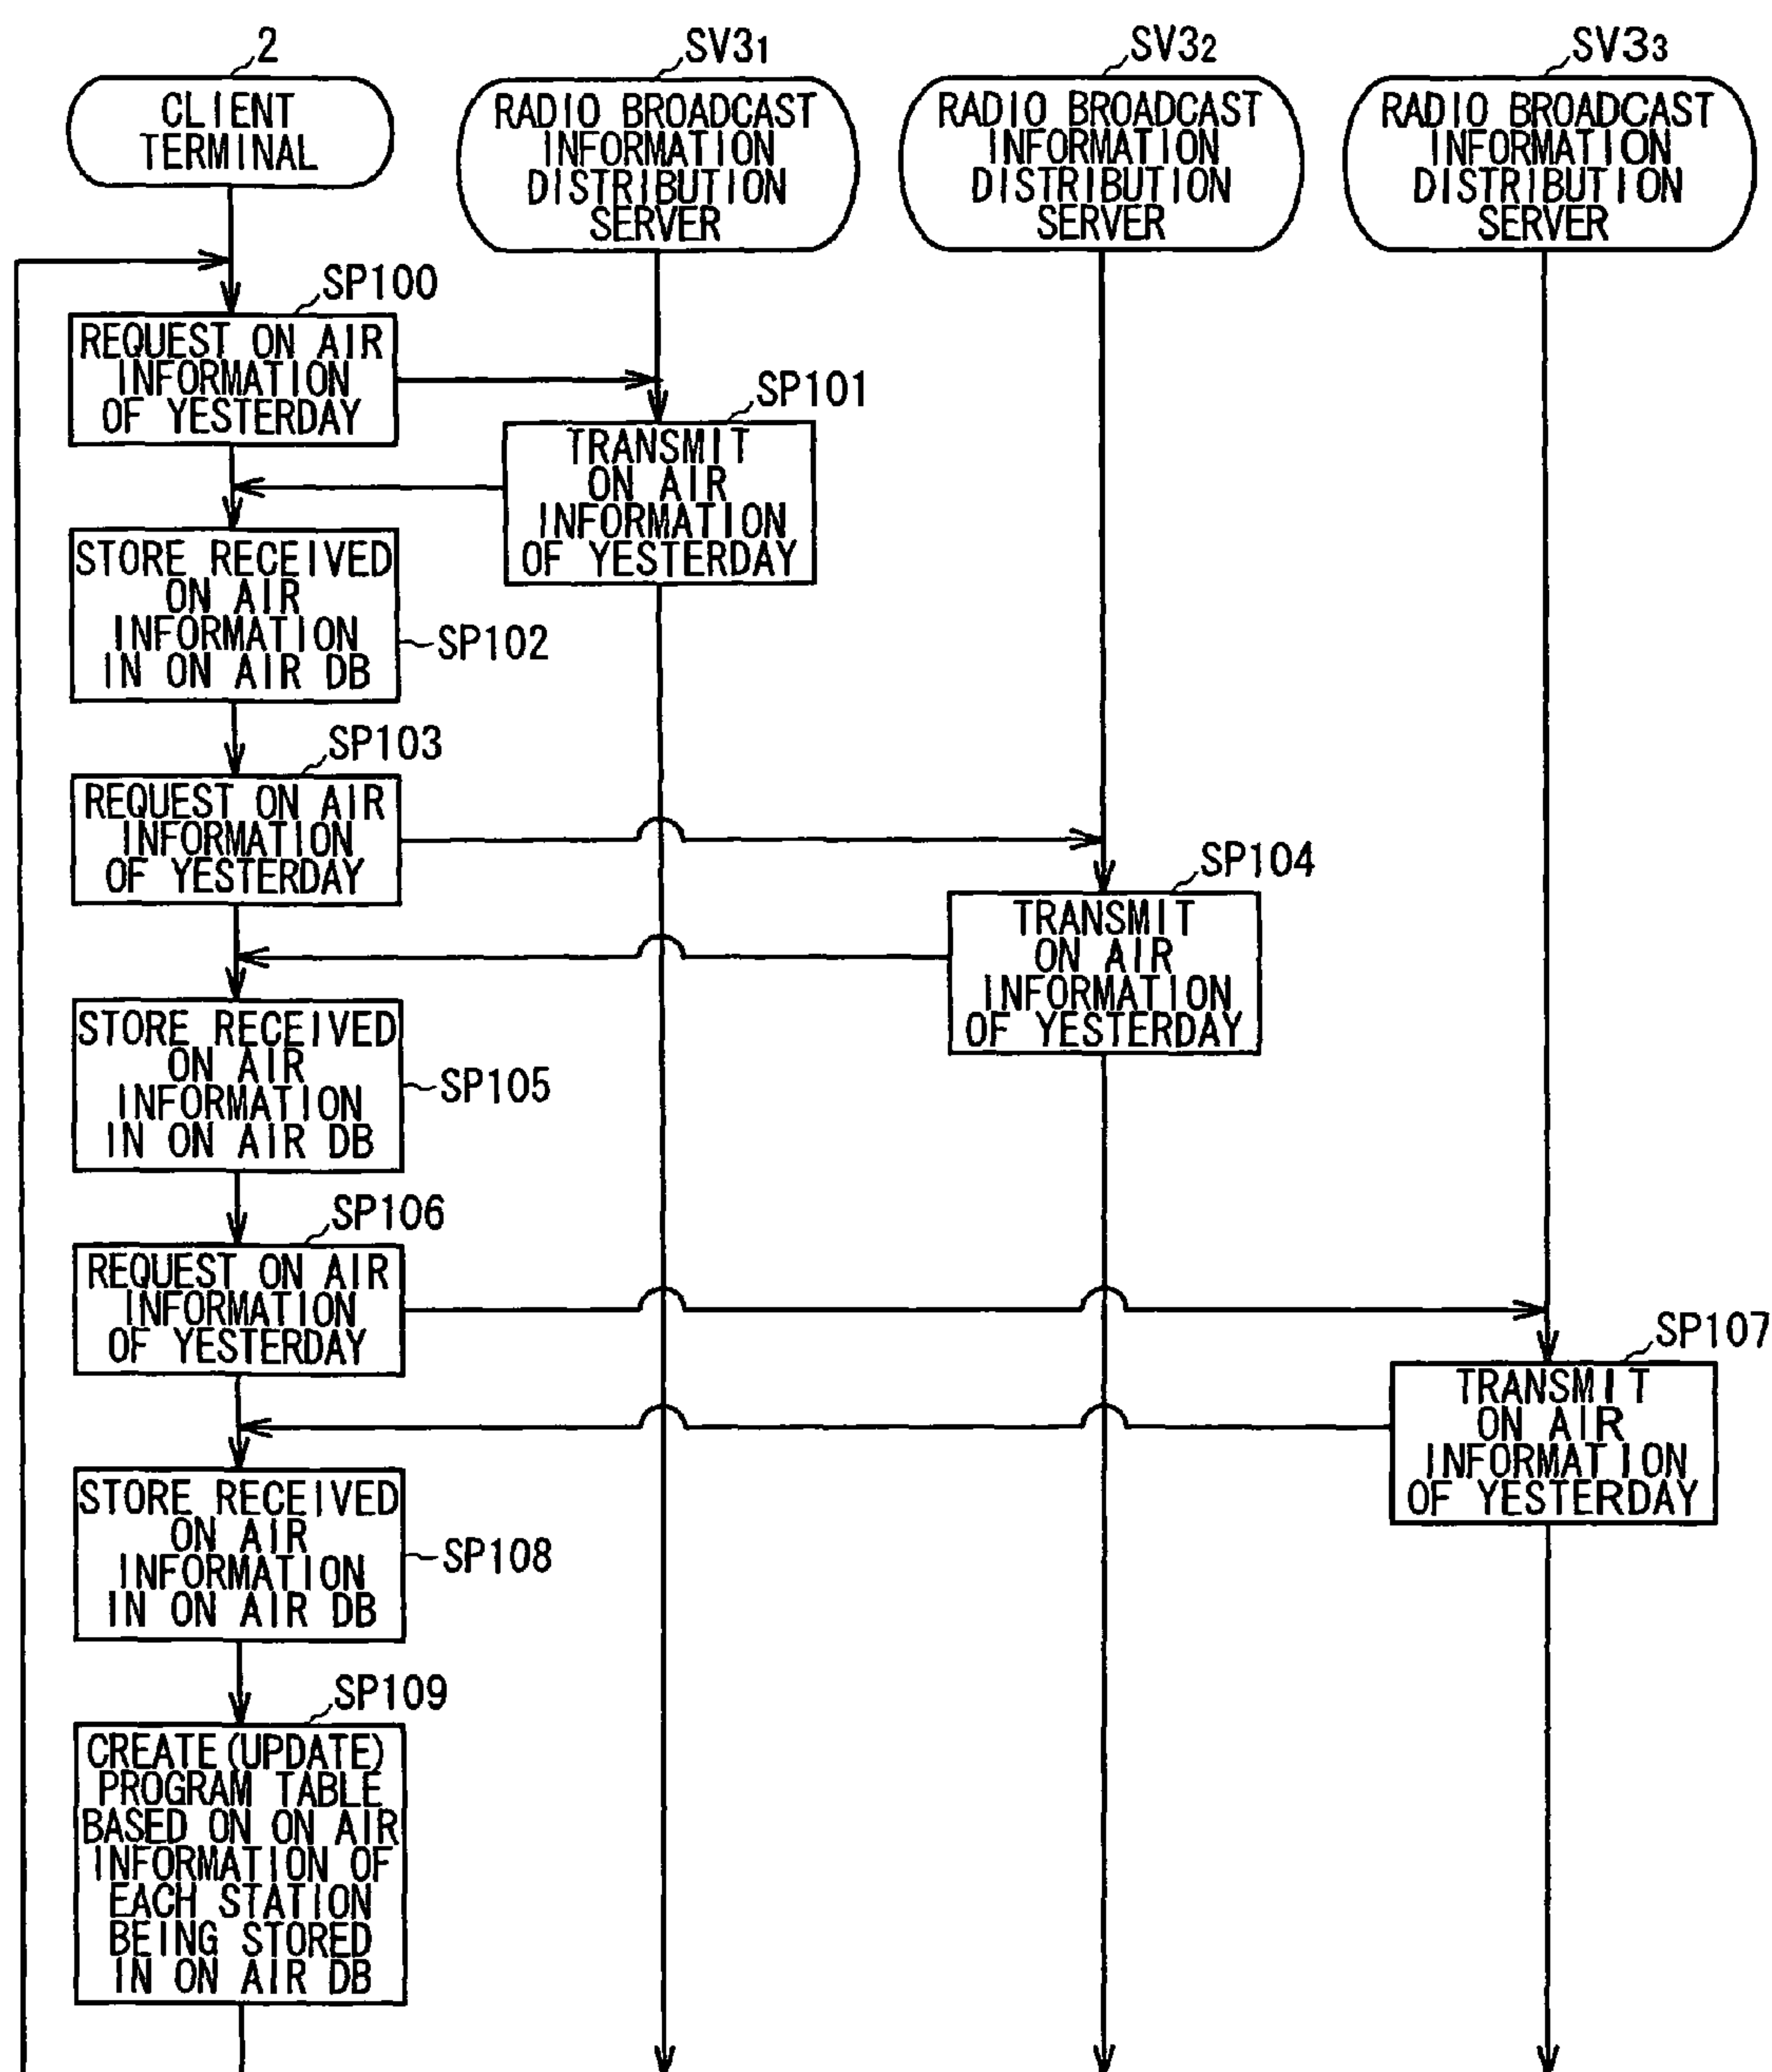 2
CLIENT
TERMINAL
SV31
RADIO BROADCAST
INFORMATION
DISTRIBUTION
SERVER
SV32
RADIO BROADCAST
INFORMATION
DISTRIBUTION
SERVER
SV33
RADIO BROADCAST
INFORMATION
DISTRIBUTION
SERVER
SP100
REQUEST ON AIR
INFORMATION
OF YESTERDAY
SP101
TRANSMIT
ON AIR
INFORMATION
OF YESTERDAY
STORE RECEIVED
ON AIR
INFORMATION
IN ON AIR DB
SP102
SP103
REQUEST ON AIR
INFORMATION
OF YESTERDAY
SP104
TRANSMIT
ON AIR
INFORMATION
OF YESTERDAY
STORE RECEIVED
ON AIR
INFORMATION
IN ON AIR DB
SP105
SP106
REQUEST ON AIR
INFORMATION
OF YESTERDAY
SP107
TRANSMIT
ON AIR
INFORMATION
OF YESTERDAY
STORE RECEIVED
ON AIR
INFORMATION
IN ON AIR DB
SP108
SP109
CREATE(UPDATE)
PROGRAM TABLE
BASED ON ON AIR
INFORMATION OF
EACH STATION
BEING STORED
IN ON AIR DB